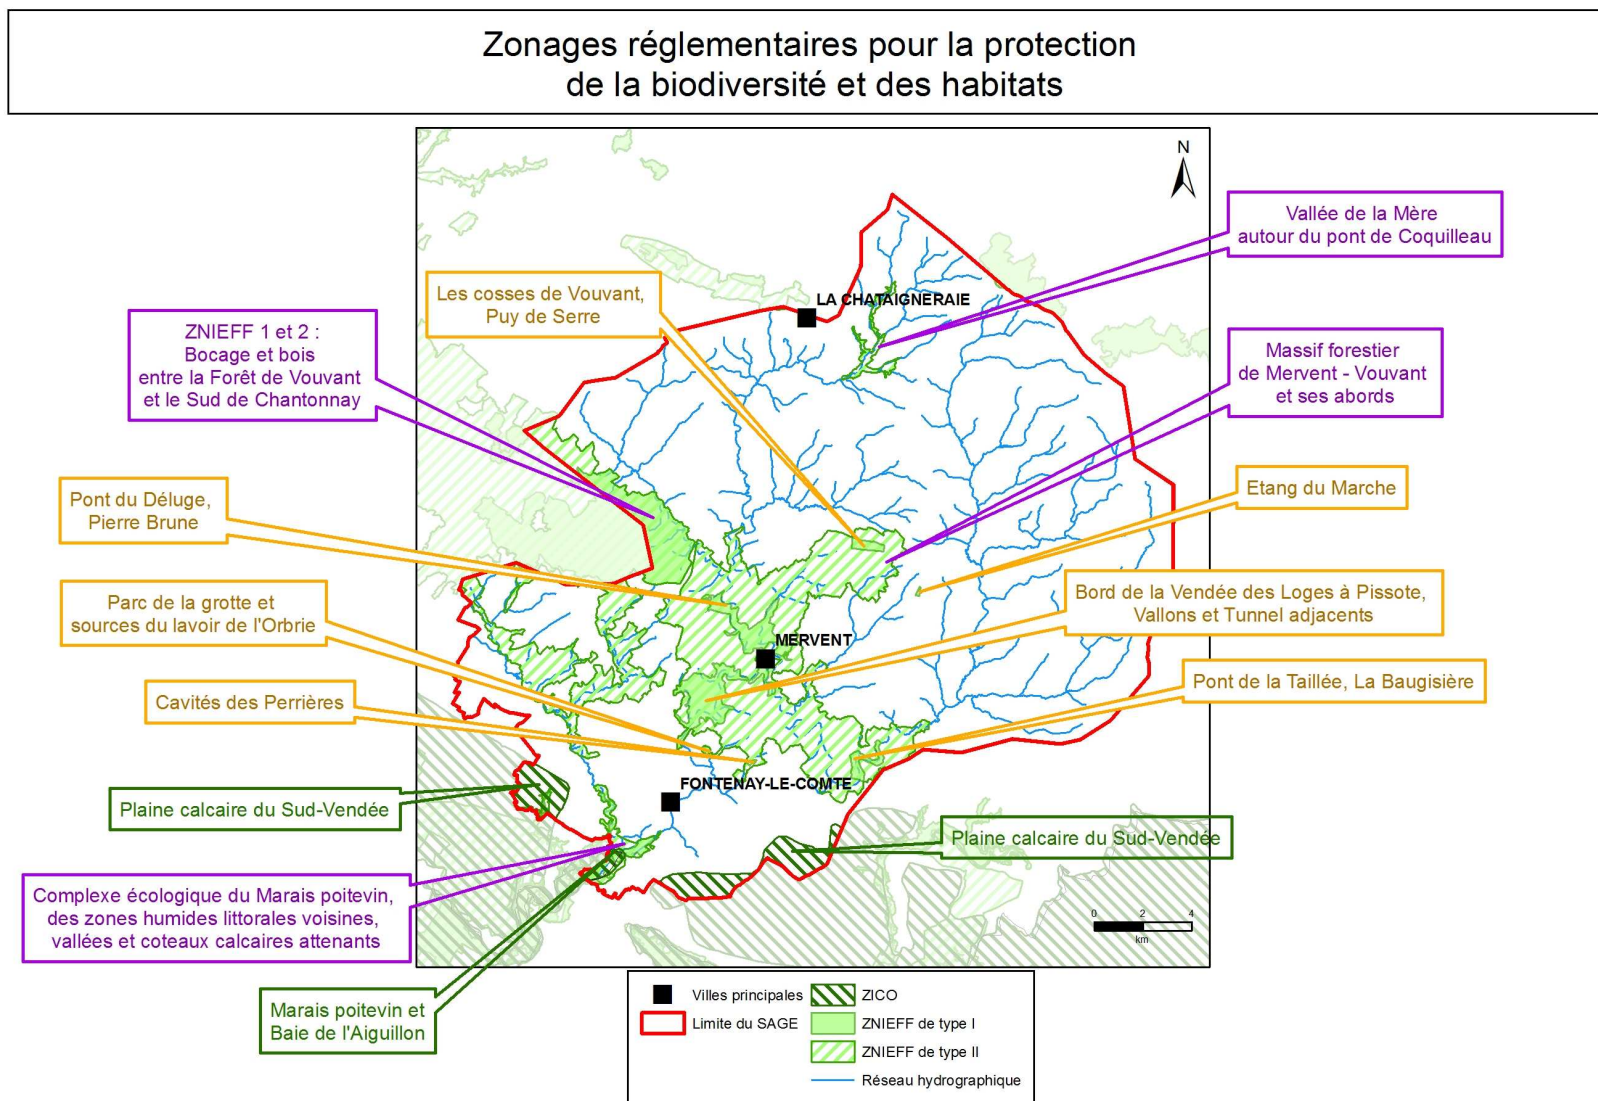 Zonages réglementaires pour la protection
de la biodiversité et des habitats
N
Vallée de la Mère
autour du pont de Coquilleau
Les cosses de Vouvant,
Puy de Serre
LA CHATAIGNERAIE
ZNIEFF 1 et 2 :
Bocage et bois
entre la Forêt de Vouvant
et le Sud de Chantonnay
Massif forestier
de Mervent - Vouvant
et ses abords
Pont du Déluge,
Pierre Brune
Etang du Marche
Parc de la grotte et
sources du lavoir de l'Orbrie
Bord de la Vendée des Loges à Pissote,
Vallons et Tunnel adjacents
MERVENT
Cavités des Perrières
Pont de la Taillée, La Baugisière
FONTENAY-LE-COMTE
Plaine calcaire du Sud-Vendée
Plaine calcaire du Sud-Vendée
Complexe écologique du Marais poitevin,
des zones humides littorales voisines,
vallées et coteaux calcaires attenants
0 2 4
km
Marais poitevin et
Baie de l'Aiguillon
Villes principales
Limite du SAGE
ZICO
ZNIEFF de type I
ZNIEFF de type II
Réseau hydrographique